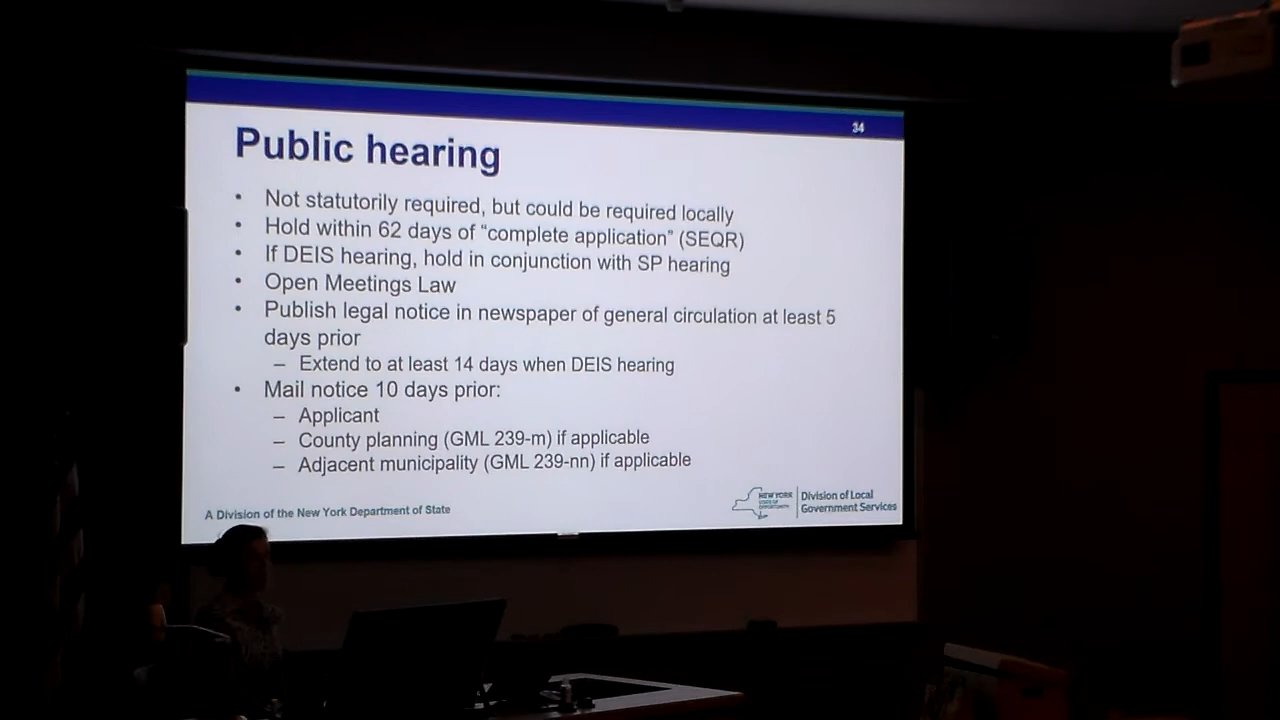 34
Public hearing
• Not statutorily required, but could be required locally
• Hold within 62 days of “complete application” (SEQR)
• If DEIS hearing, hold in conjunction with SP hearing
• Open Meetings Law
• Publish legal notice in newspaper of general circulation at least 5
days prior
– Extend to at least 14 days when DEIS hearing
• Mail notice 10 days prior:
– Applicant
– County planning (GML 239-m) if applicable
– Adjacent municipality (GML 239-nn) if applicable
A Division of the New York Department of State
NEW YORK
STATE OF
OPPORTUNITY
Division of Local
Government Services